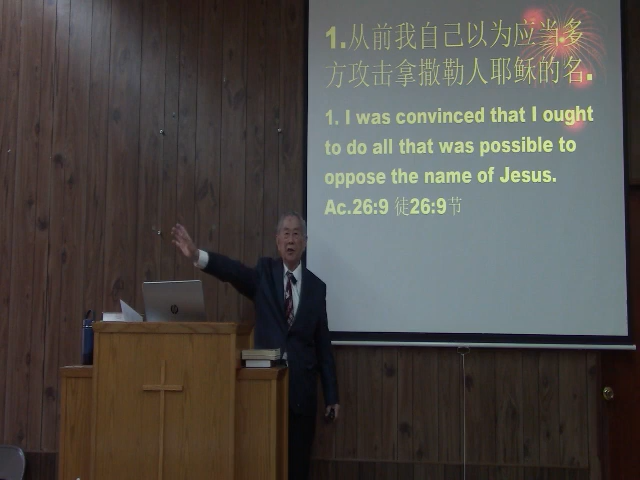 1.从前我自己以为应当多
方攻击拿撒勒人耶稣的名.
1. I was convinced that I ought
to do all that was possible to
oppose the name of Jesus.
Ac.26:9 徒26:9节
hp